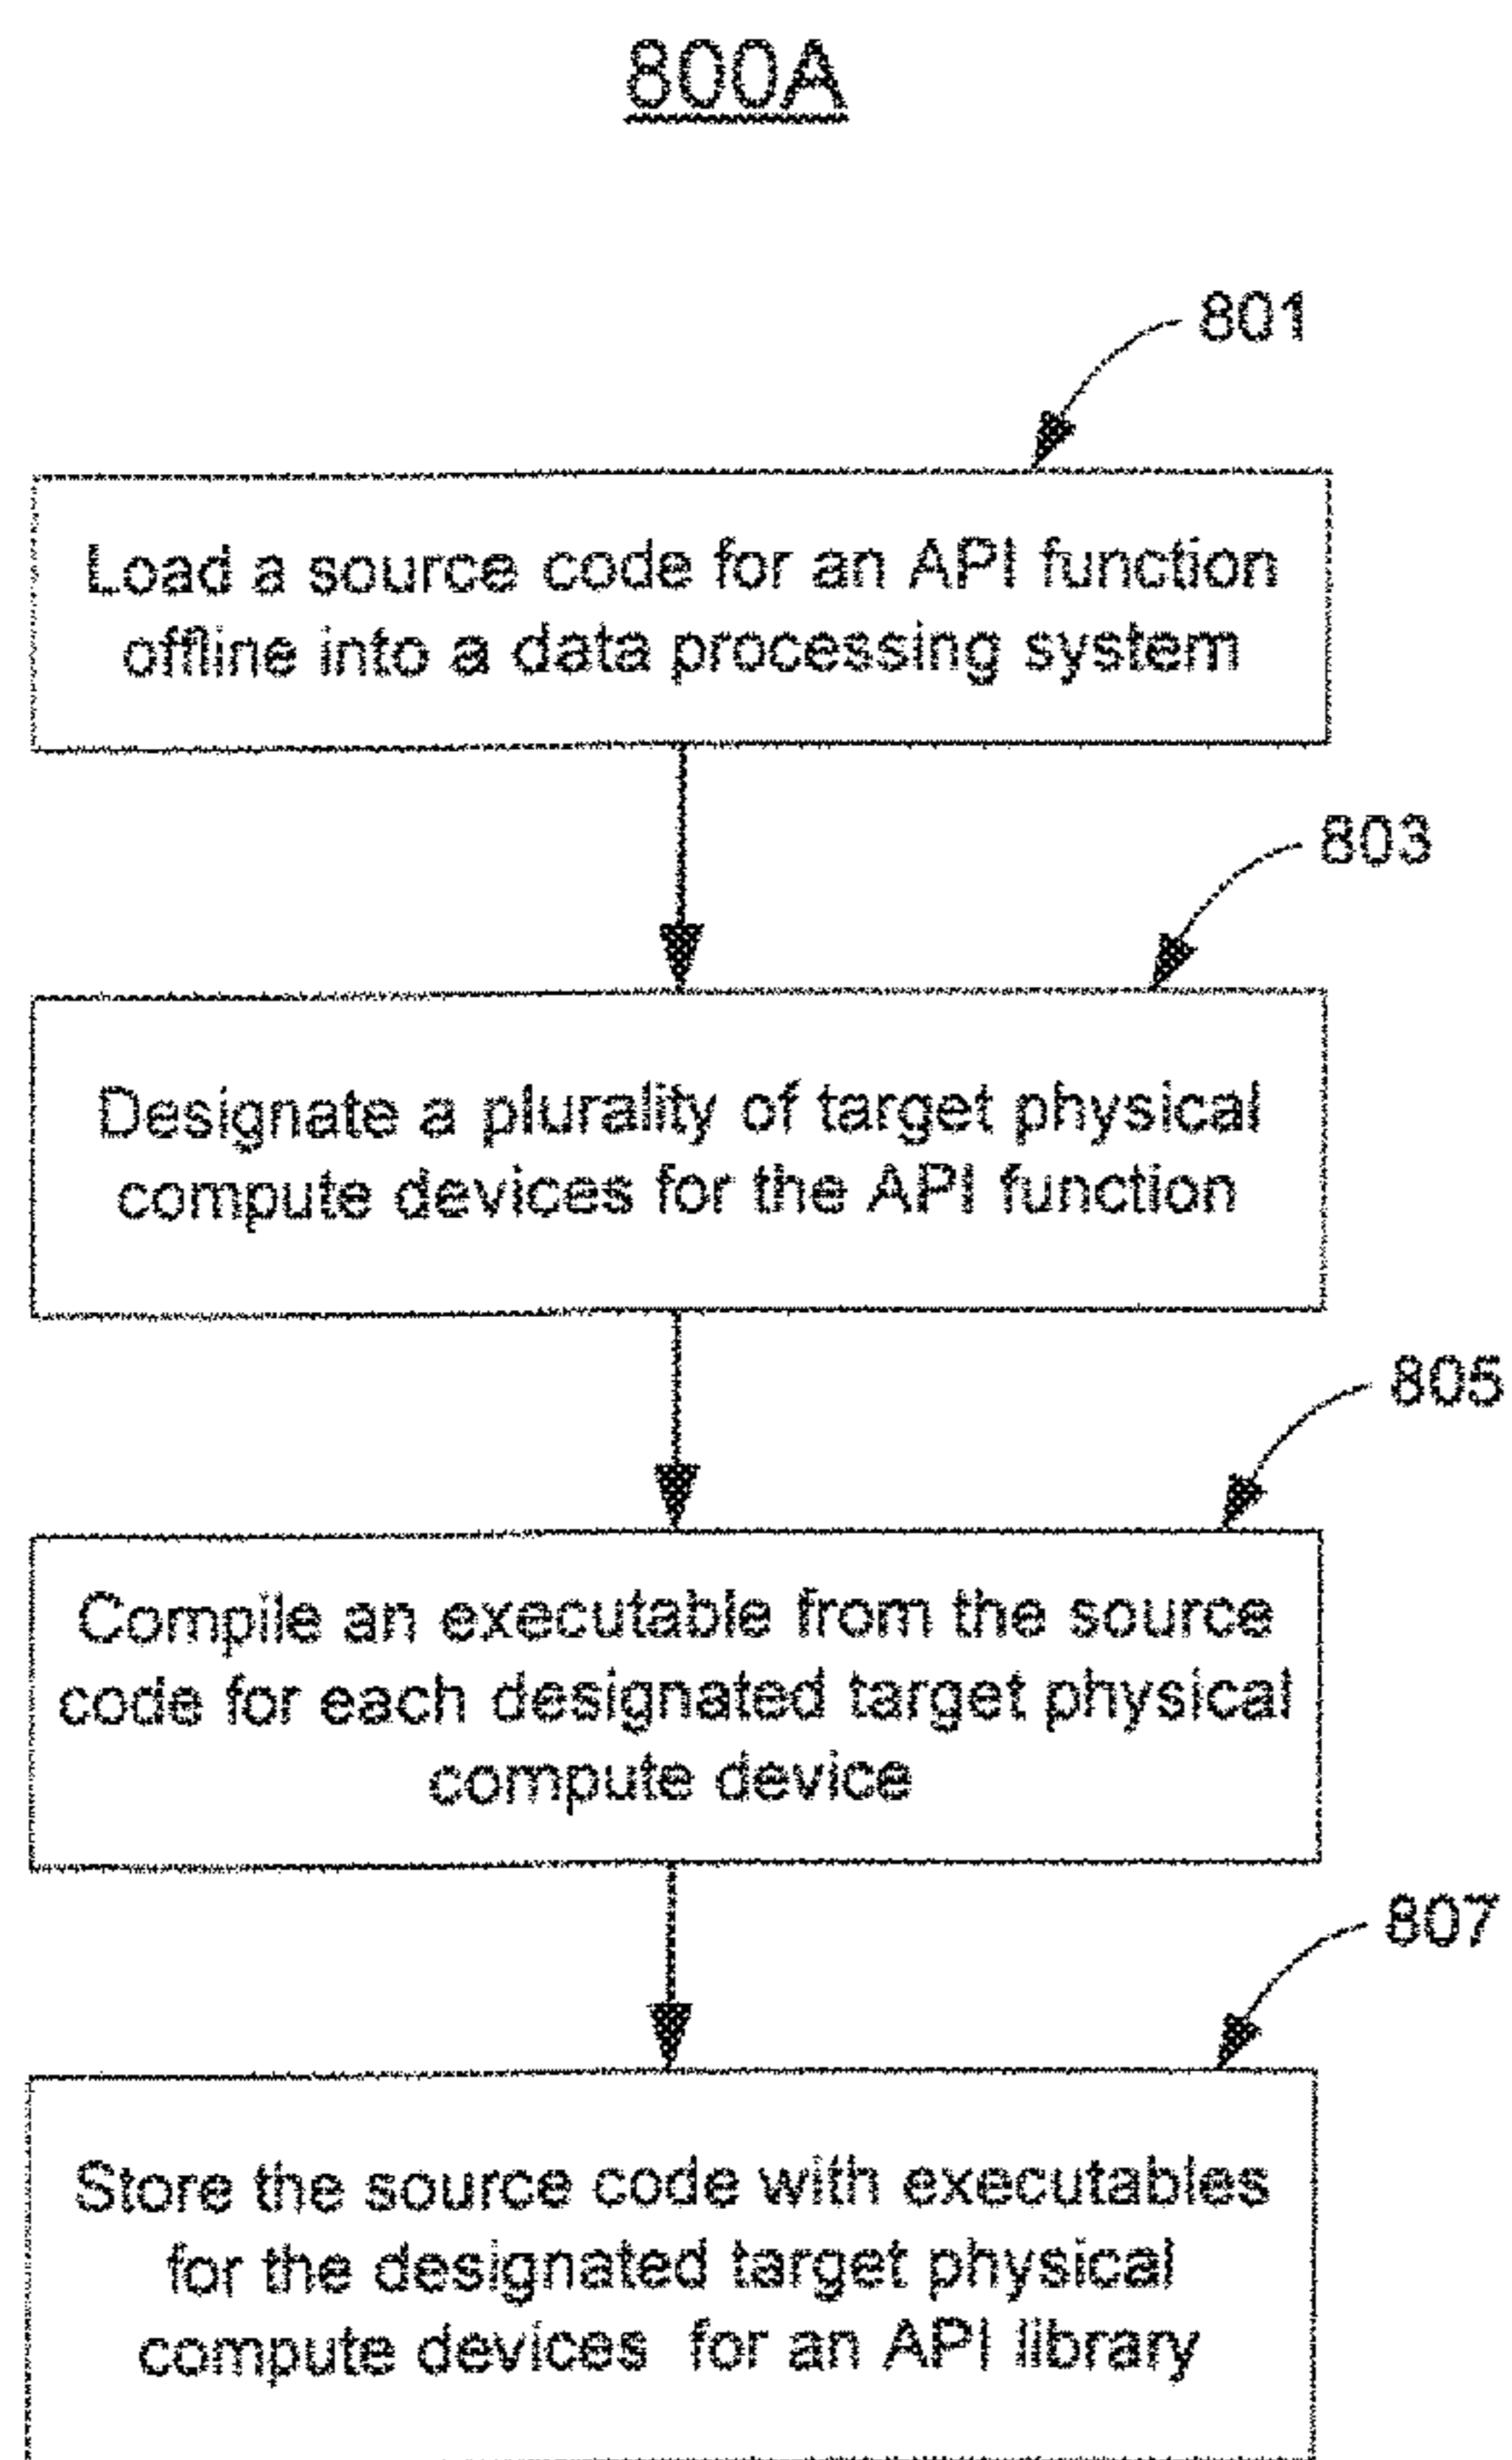 800A
801
Load a source code for an API function
offline into a data processing system
803
Designate a plurality of target physical
compute devices for the API function
805
Compile an executable from the source
code for each designated target physical
compute device
807
Store the source code with executables
for the designated target physical
compute devices for an API library